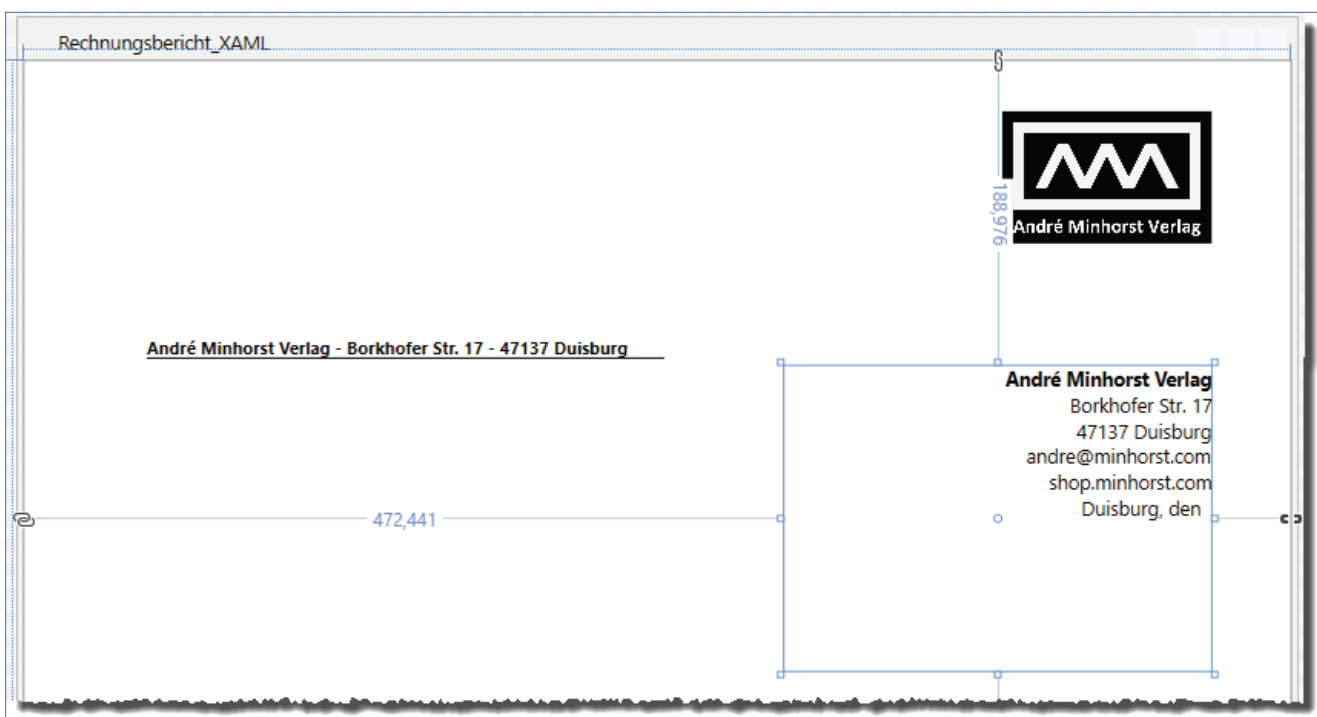 Rechnungsbericht_XAML
188,976
André Minhorst Verlag
André Minhorst Verlag - Borkhofer Str. 17 - 47137 Duisburg
André Minhorst Verlag
Borkhofer Str. 17
47137 Duisburg
andre@minhorst.com
shop.minhorst.com
Duisburg, den
472,441